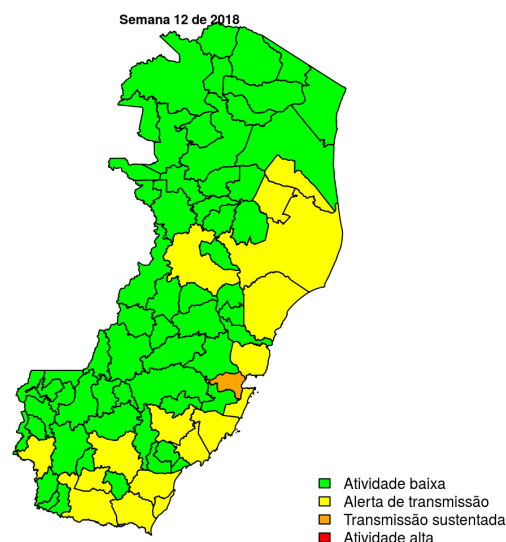 Semana 12 de 2018
Atividade baixa
Alerta de transmissão
Transmissão sustentada
Atividade alta